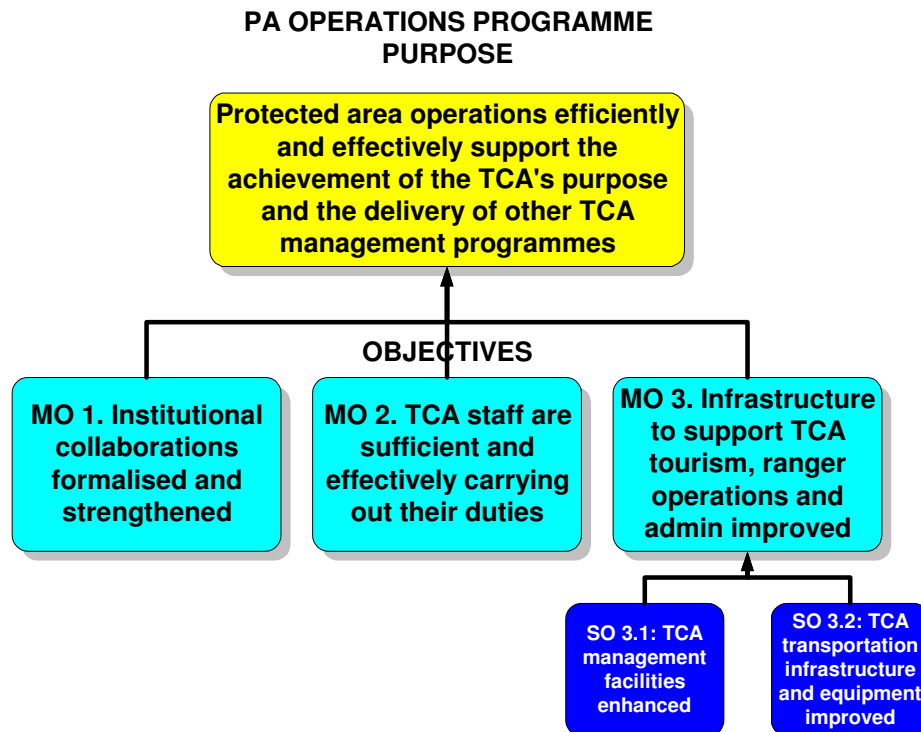 PA OPERATIONS PROGRAMME
PURPOSE
Protected area operations efficiently
and effectively support the
achievement of the TCA's purpose
and the delivery of other TCA
management programmes
OBJECTIVES
MO 1. Institutional
collaborations
formalised and
strengthened
MO 2. TCA staff are
sufficient and
effectively carrying
out their duties
MO 3. Infrastructure
to support TCA
tourism, ranger
operations and
admin improved
SO 3.1: TCA
management
facilities
enhanced
SO 3.2: TCA
transportation
infrastructure
and equipment
improved